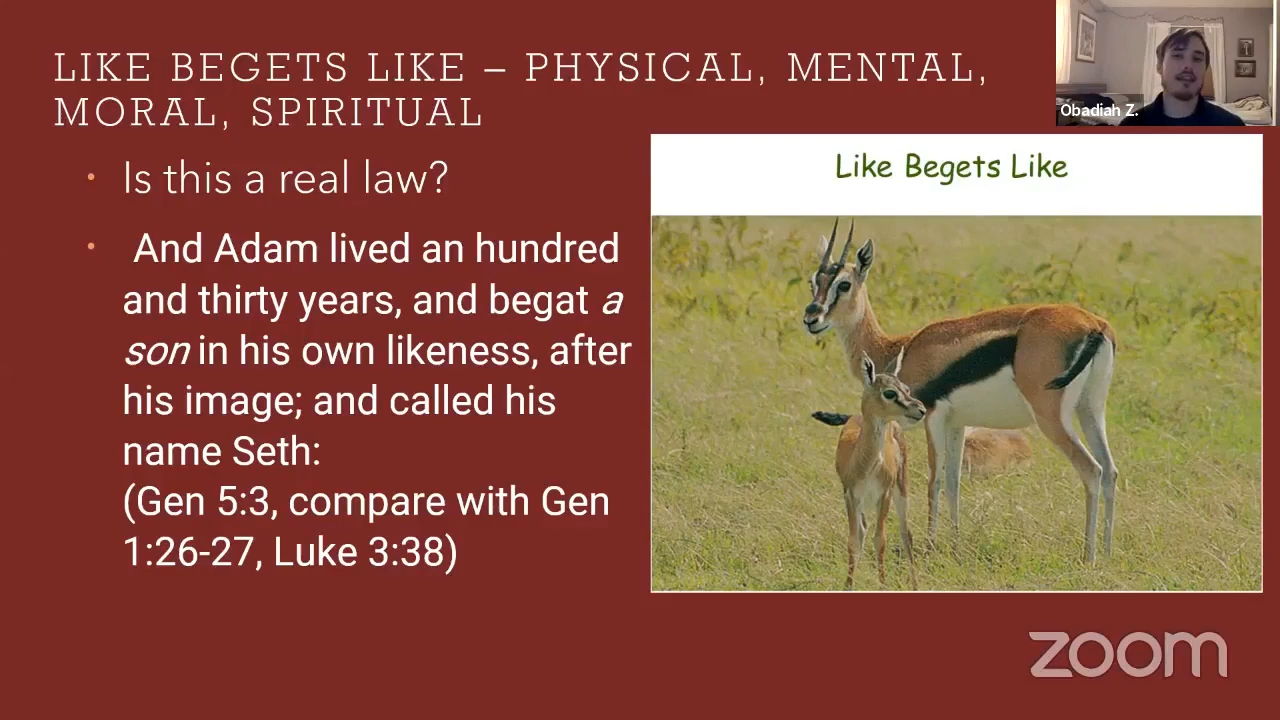 LIKE BEGETS LIKE – PHYSICAL, MENTAL,
MORAL, SPIRITUAL
Obadiah Z.
• Is this a real law?
• And Adam lived an hundred
and thirty years, and begat a
son in his own likeness, after
his image; and called his
name Seth:
(Gen 5:3, compare with Gen
1:26-27, Luke 3:38)
Like Begets Like
zoom